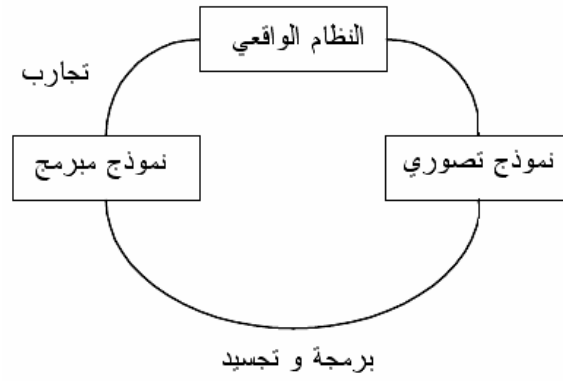 النظام الواقعي
تجارب
نموذج تصوري
نموذج مبرمج
برمجة و تجسيد